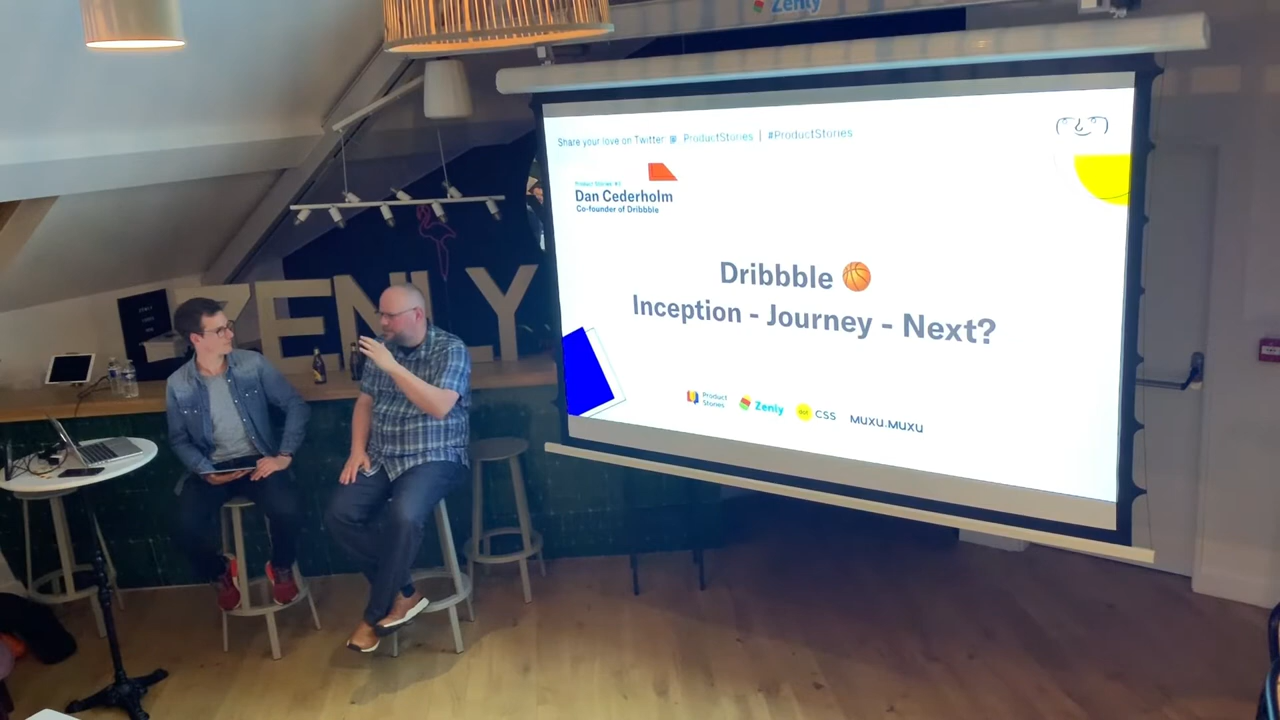 Zenly
Share your love on Twitter @ ProductStories | #ProductStories
Product Stories #1
Dan Cederholm
Co-founder of Dribbble
Dribbble 🏀
Inception - Journey - Next?
Product
Stories
Zenly
dot CSS
MUXU.MUXU
ZENLY